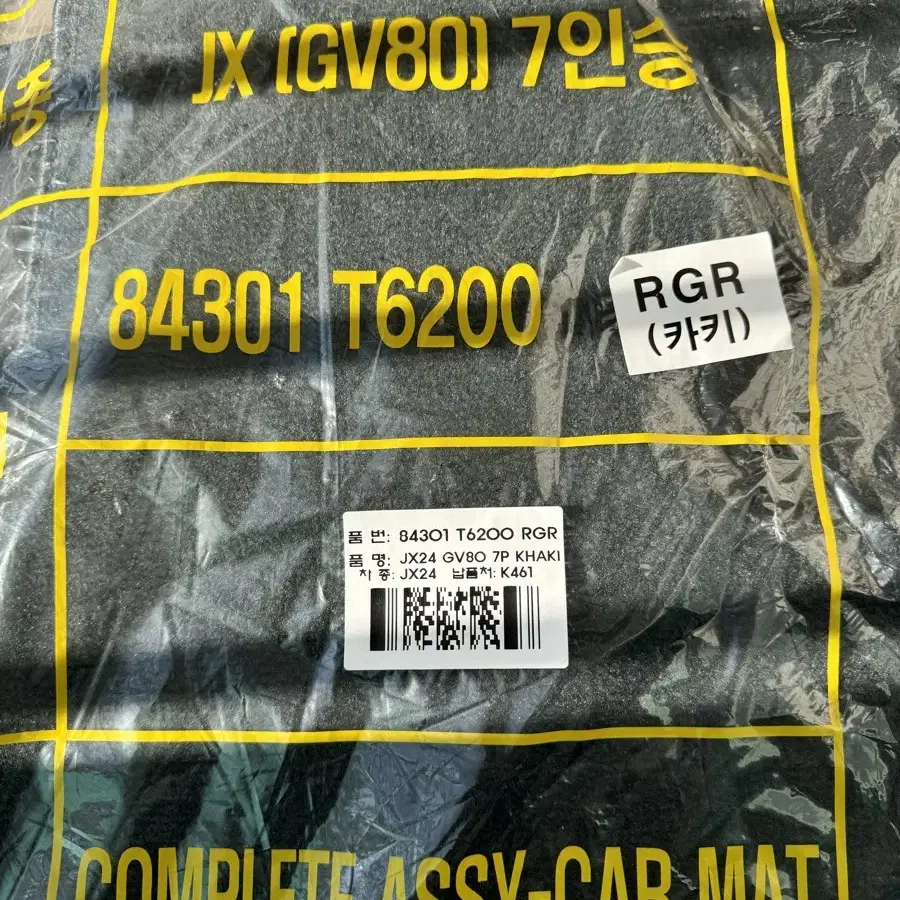 JX (GV80) 7인승
84301 T6200
RGR
(카키)
품 번: 84301 T6200 RGR
품 명: JX24 GV80 7P KHAKI
차 종: JX24 납품처: K461
COMPLETE ASSY-CAR MAT